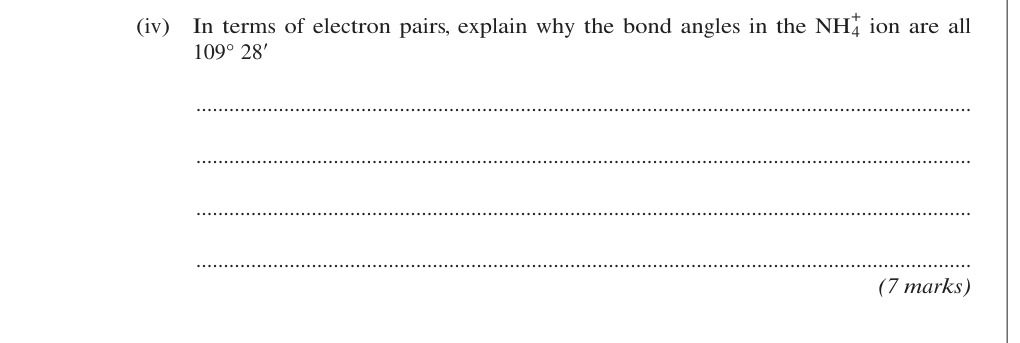 (iv) In terms of electron pairs, explain why the bond angles in the NH₄⁺ ion are all
109° 28′
..........................................................................................................................................
..........................................................................................................................................
..........................................................................................................................................
..........................................................................................................................................
(7 marks)